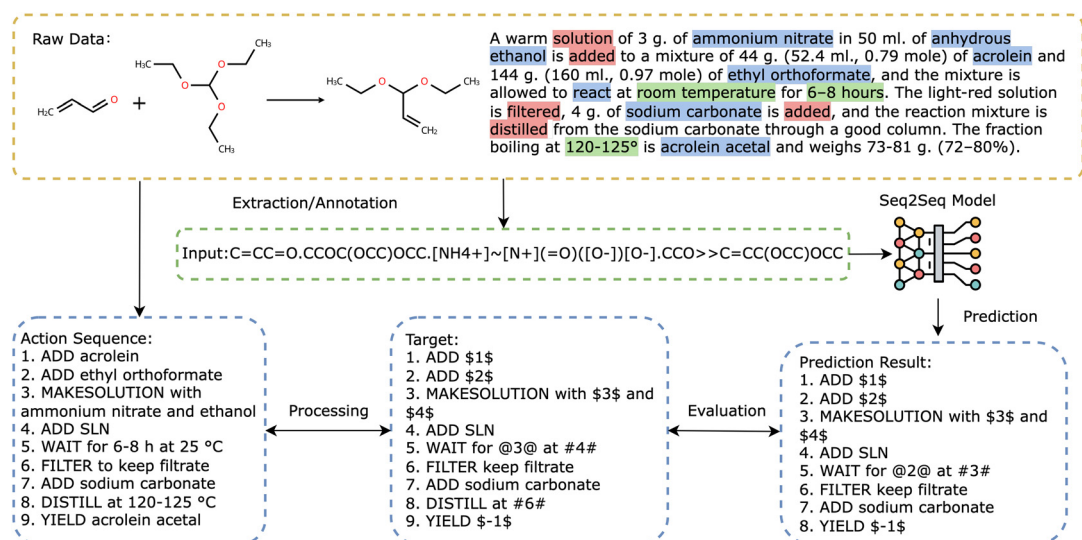 Raw Data:
H₂C
O
+
H₃C
O
O
O
CH₃
CH₃
H₃C
O
O
CH₃
CH₂
A warm solution of 3 g. of ammonium nitrate in 50 ml. of anhydrous
ethanol is added to a mixture of 44 g. (52.4 ml., 0.79 mole) of acrolein and
144 g. (160 ml., 0.97 mole) of ethyl orthoformate, and the mixture is
allowed to react at room temperature for 6–8 hours. The light-red solution
is filtered, 4 g. of sodium carbonate is added, and the reaction mixture is
distilled from the sodium carbonate through a good column. The fraction
boiling at 120-125° is acrolein acetal and weighs 73-81 g. (72–80%).
Extraction/Annotation
Seq2Seq Model
Input:C=CC=O.CCOC(OCC)OCC.[NH4+]~[N+](=O)([O-])[O-].CCO>>C=CC(OCC)OCC
Prediction
Action Sequence:
1. ADD acrolein
2. ADD ethyl orthoformate
3. MAKESOLUTION with
ammonium nitrate and ethanol
4. ADD SLN
5. WAIT for 6-8 h at 25 °C
6. FILTER to keep filtrate
7. ADD sodium carbonate
8. DISTILL at 120-125 °C
9. YIELD acrolein acetal
Processing
Target:
1. ADD $1$
2. ADD $2$
3. MAKESOLUTION with $3$ and
$4$
4. ADD SLN
5. WAIT for @3@ at #4#
6. FILTER keep filtrate
7. ADD sodium carbonate
8. DISTILL at #6#
9. YIELD $-1$
Evaluation
Prediction Result:
1. ADD $1$
2. ADD $2$
3. MAKESOLUTION with $3$ and
$4$
4. ADD SLN
5. WAIT for @2@ at #3#
6. FILTER keep filtrate
7. ADD sodium carbonate
8. YIELD $-1$